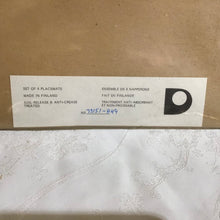 SET OF 4 PLACEMATS
MADE IN FINLAND
SOIL RELEASE & ANTI-CREASE
TREATED
ENSEMBLE DE 4 NAPPERONS
FAIT EN FINLANDE
TRAITEMENT ANTI-ABSORBANT
ET NON-FROISSABLE
NO.